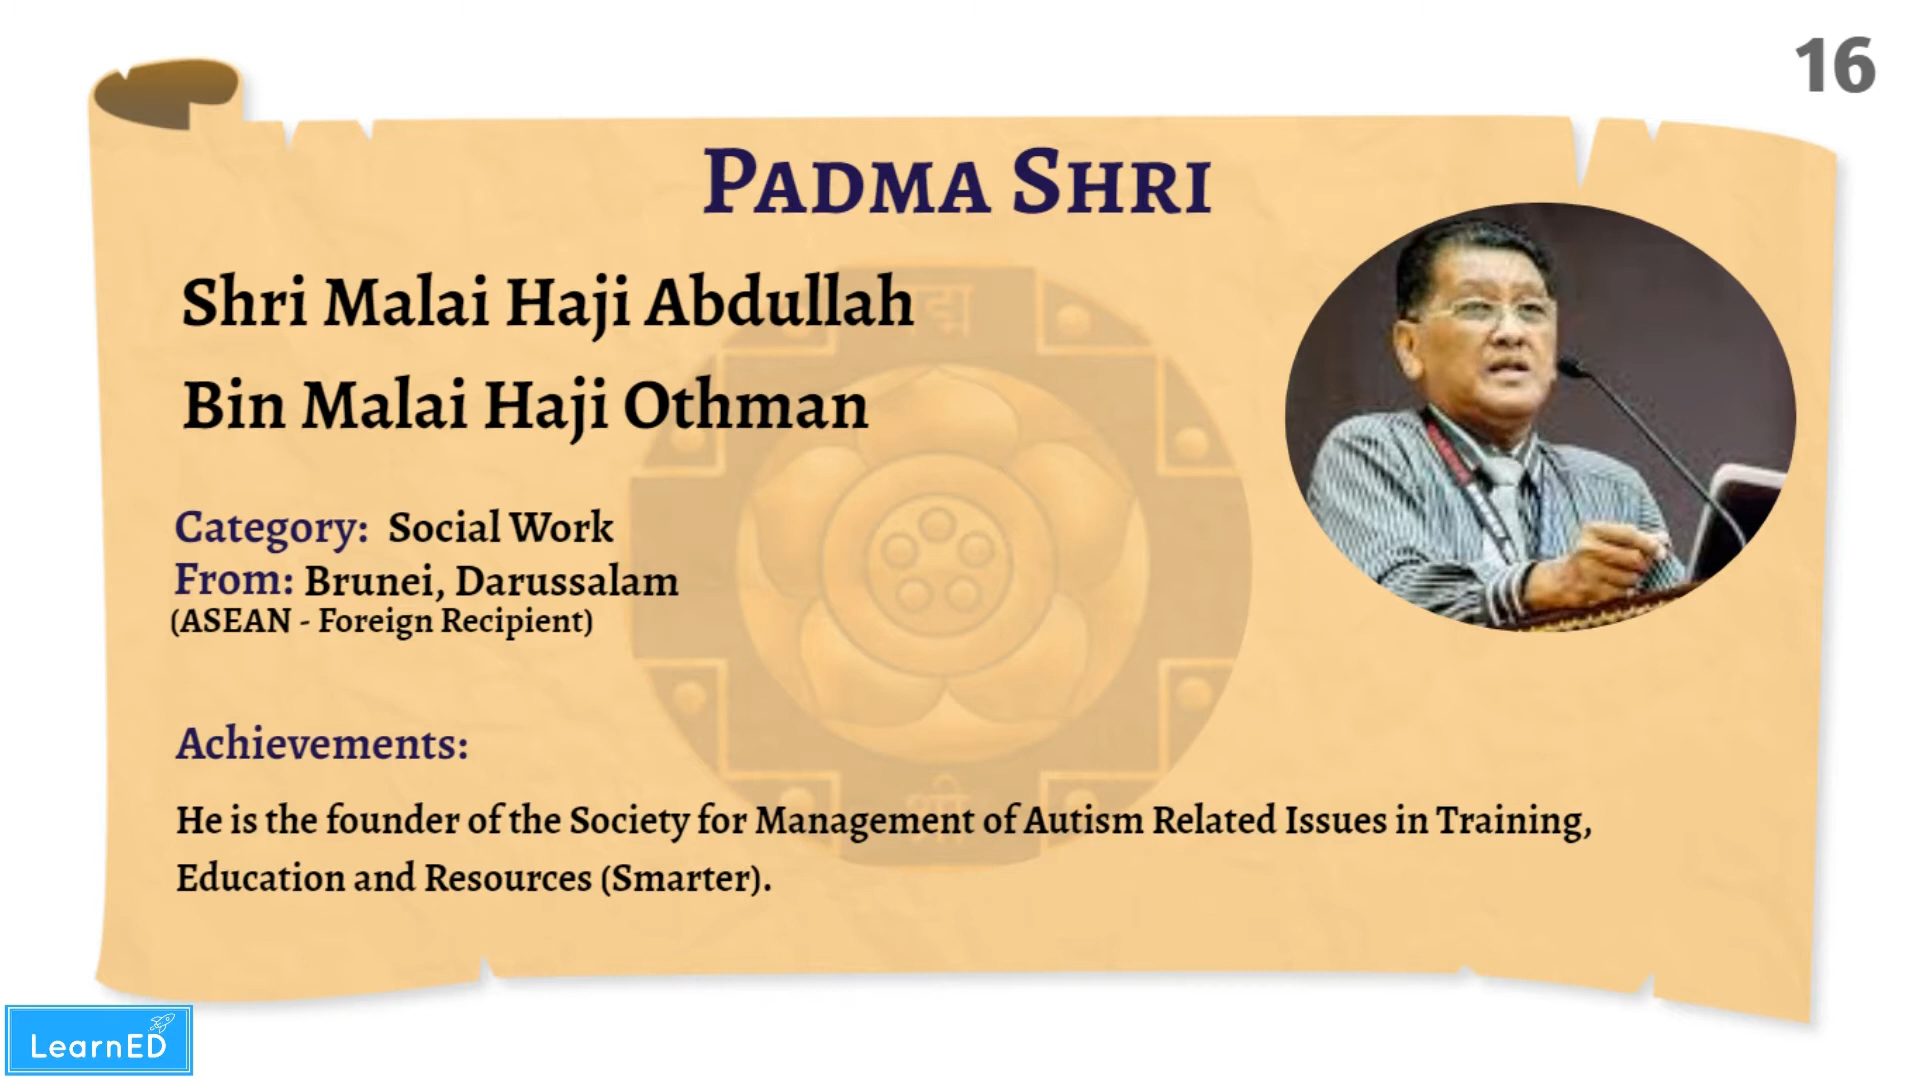 16
Padma Shri
Shri Malai Haji Abdullah
Bin Malai Haji Othman
Category: Social Work
From: Brunei, Darussalam
(ASEAN - Foreign Recipient)
Achievements:
He is the founder of the Society for Management of Autism Related Issues in Training,
Education and Resources (Smarter).
श्री
LearnED